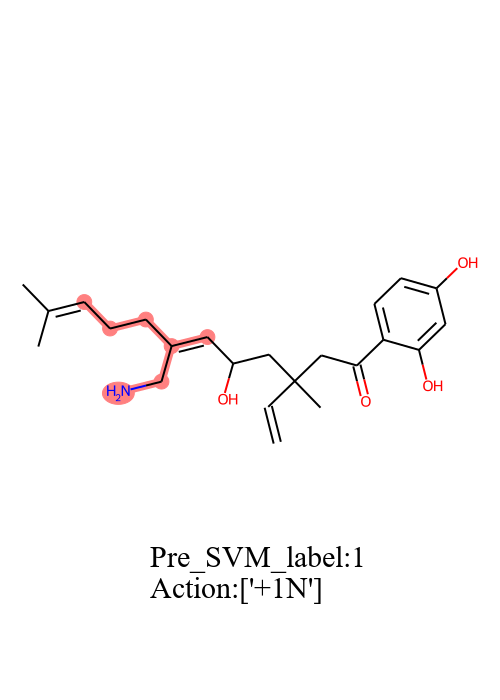 OH
H₂N
OH
OH
O
Pre_SVM_label:1
Action:['+1N']